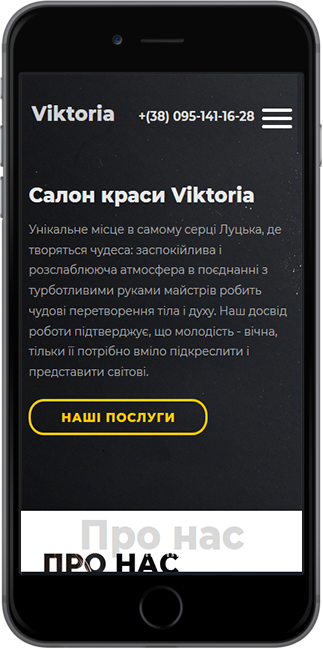 Viktoria
+(38) 095-141-16-28
Салон краси Viktoria
Унікальне місце в самому серці Луцька, де
творяться чудеса: заспокійлива і
розслаблююча атмосфера в поєднанні з
турботливими руками майстрів робить
чудові перетворення тіла і духу. Наш досвід
роботи підтверджує, що молодість - вічна,
тільки її потрібно вміло підкреслити і
представити світові.
НАШІ ПОСЛУГИ
Про нас
ПРО НАС